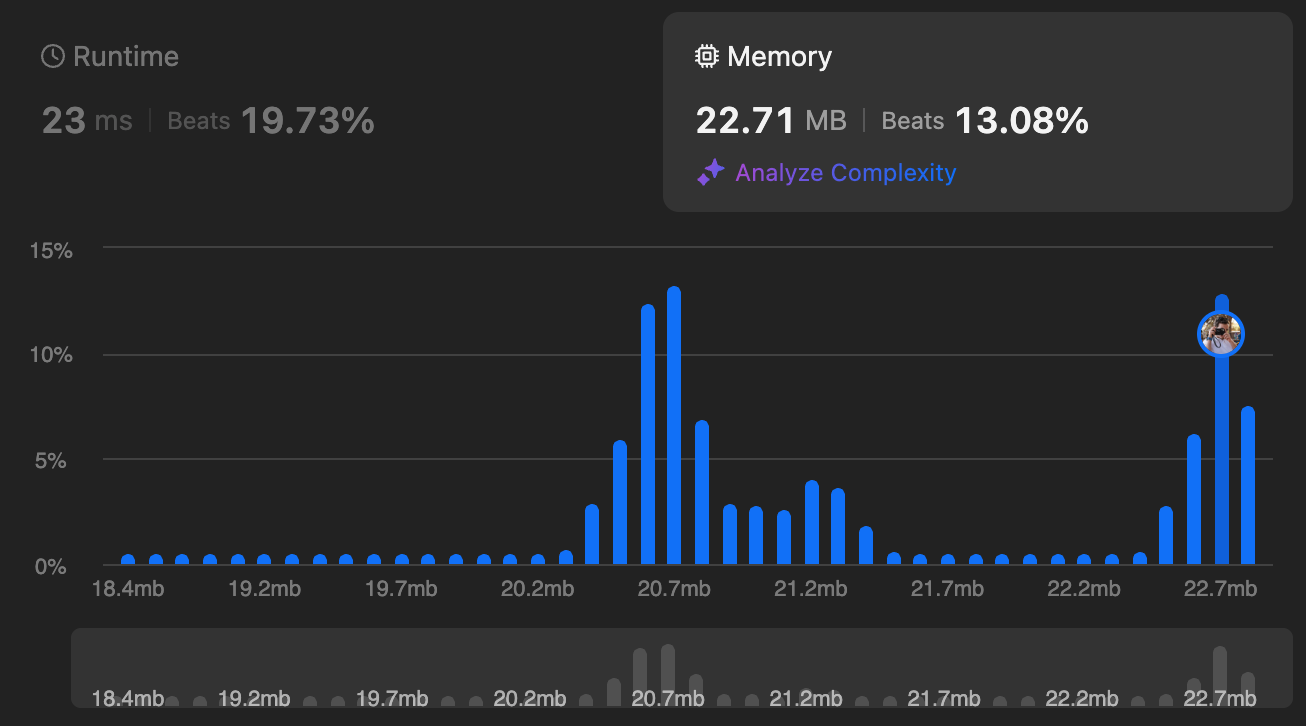 Runtime
23 ms | Beats 19.73%
Memory
22.71 MB | Beats 13.08%
Analyze Complexity
15%
10%
5%
0%
18.4mb 19.2mb 19.7mb 20.2mb 20.7mb 21.2mb 21.7mb 22.2mb 22.7mb
18.4mb 19.2mb 19.7mb 20.2mb 20.7mb 21.2mb 21.7mb 22.2mb 22.7mb